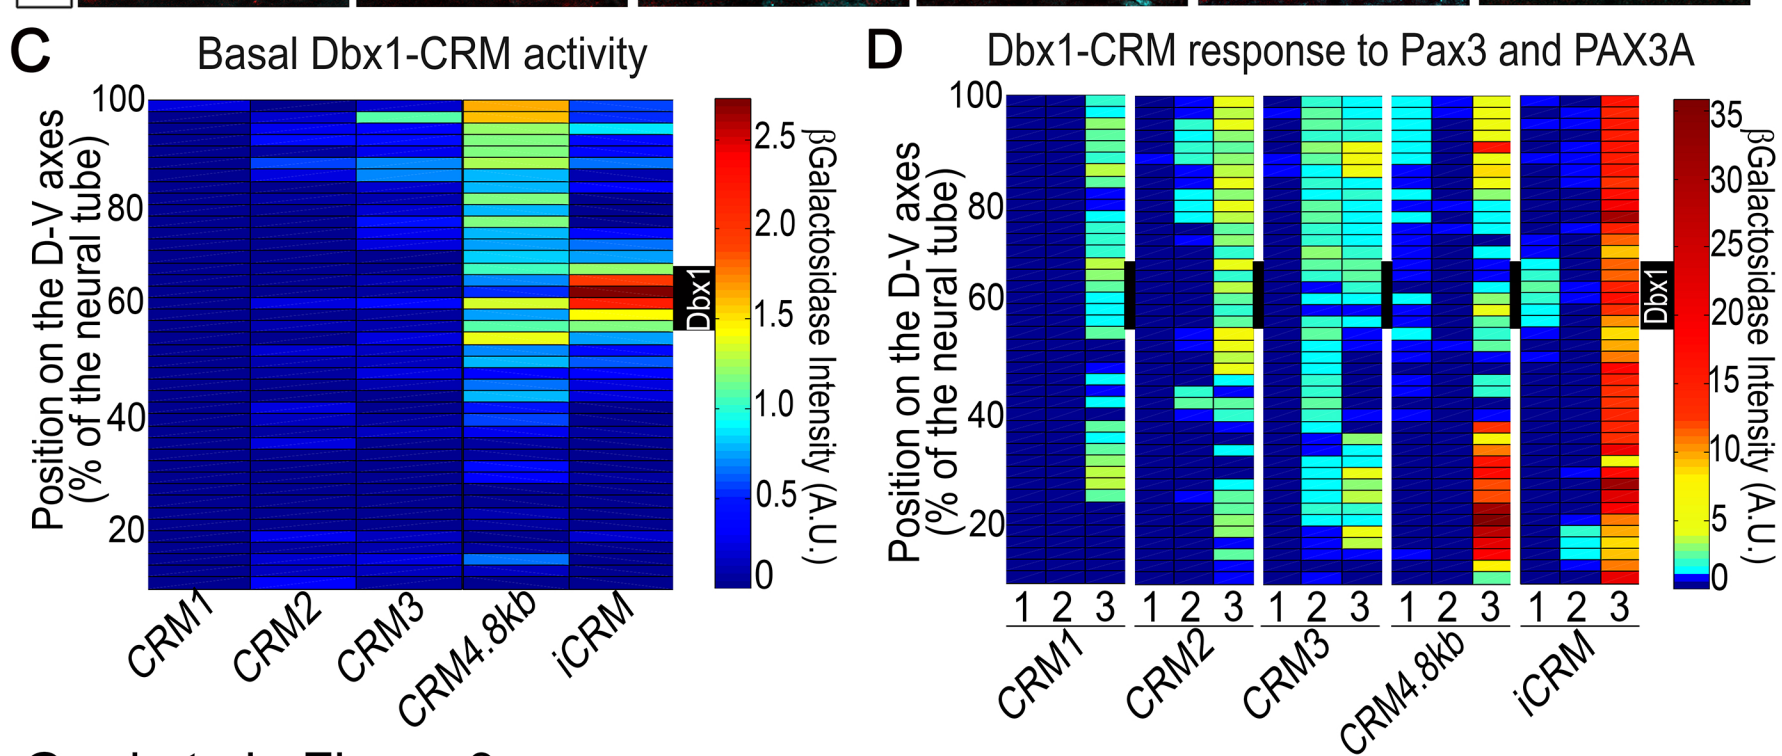 C
Basal Dbx1-CRM activity
Position on the D-V axes
(% of the neural tube)
100
80
60
40
20
CRM1
CRM2
CRM3
CRM4.8kb
iCRM
Dbx1
2.5
2.0
1.5
1.0
0.5
0
βGalactosidase Intensity (A.U.)
D
Dbx1-CRM response to Pax3 and PAX3A
Position on the D-V axes
(% of the neural tube)
100
80
60
40
20
1 2 3
1 2 3
1 2 3
1 2 3
1 2 3
CRM1
CRM2
CRM3
CRM4.8kb
iCRM
Dbx1
35
30
25
20
15
10
5
0
βGalactosidase Intensity (A.U.)